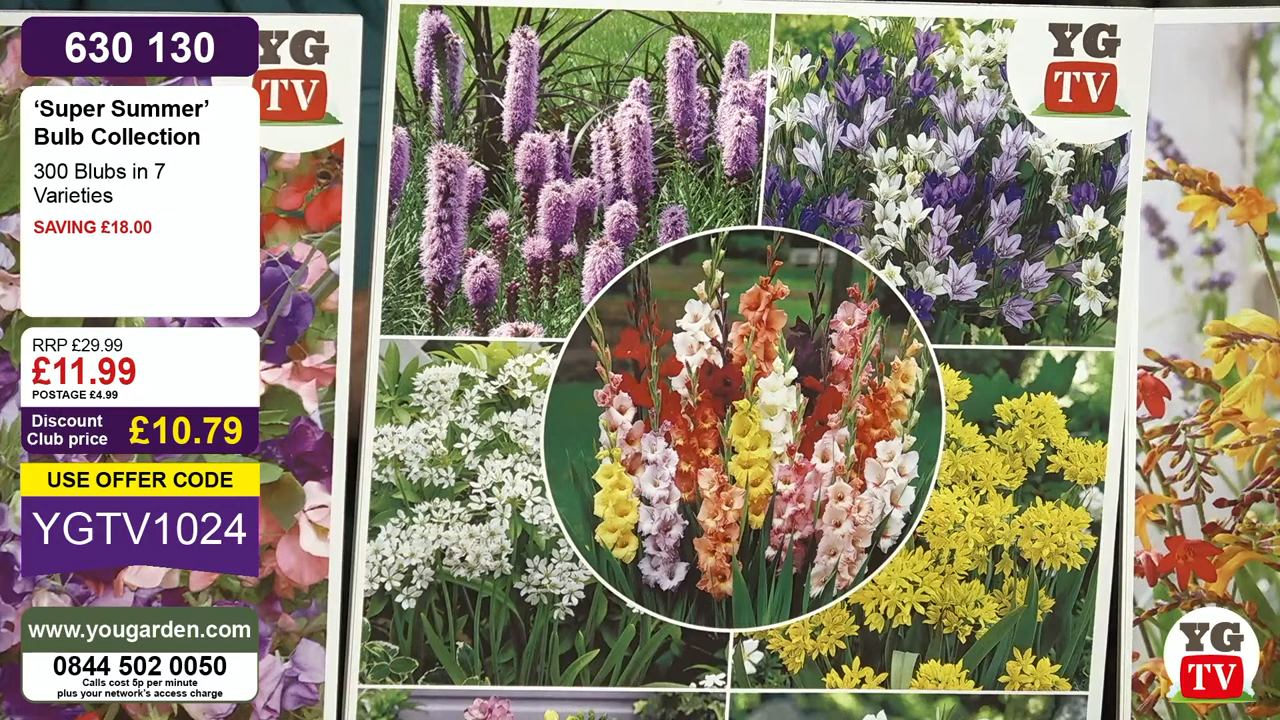 630 130
'Super Summer'
Bulb Collection
300 Blubs in 7
Varieties
SAVING £18.00
RRP £29.99
£11.99
POSTAGE £4.99
Discount
Club price
£10.79
USE OFFER CODE
YGTV1024
www.yougarden.com
0844 502 0050
Calls cost 5p per minute
plus your network's access charge
YG
TV
YG
TV
YG
TV